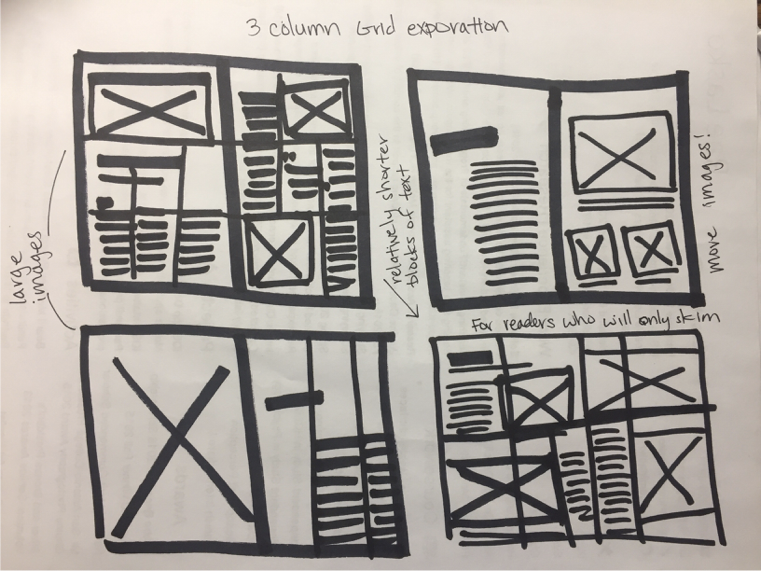 3 column Grid exporation
large
images
relatively shorter
blocks of text
more images!
For readers who will only skim